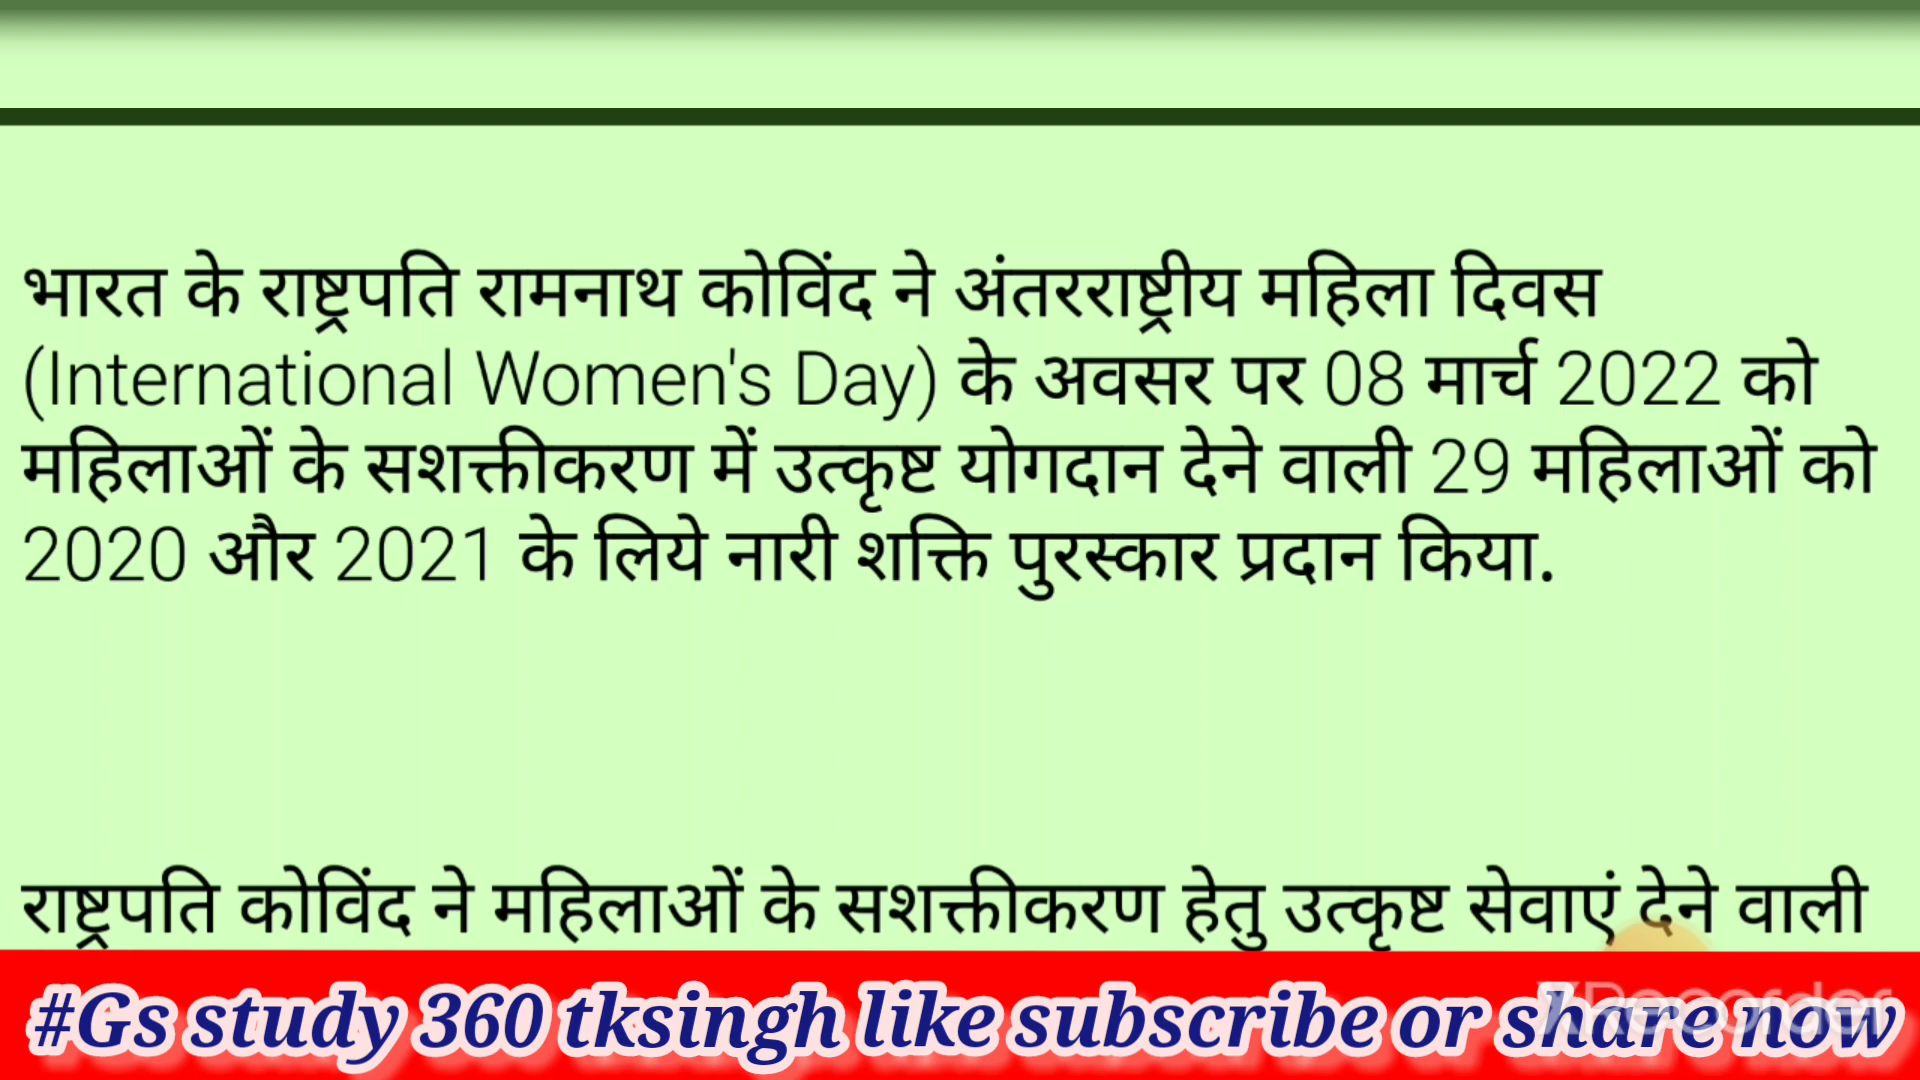 भारत के राष्ट्रपति रामनाथ कोविंद ने अंतरराष्ट्रीय महिला दिवस
(International Women's Day) के अवसर पर 08 मार्च 2022 को
महिलाओं के सशक्तीकरण में उत्कृष्ट योगदान देने वाली 29 महिलाओं को
2020 और 2021 के लिये नारी शक्ति पुरस्कार प्रदान किया.
राष्ट्रपति कोविंद ने महिलाओं के सशक्तीकरण हेतु उत्कृष्ट सेवाएं देने वाली
#Gs study 360 tksingh like subscribe or share now
XRecorder